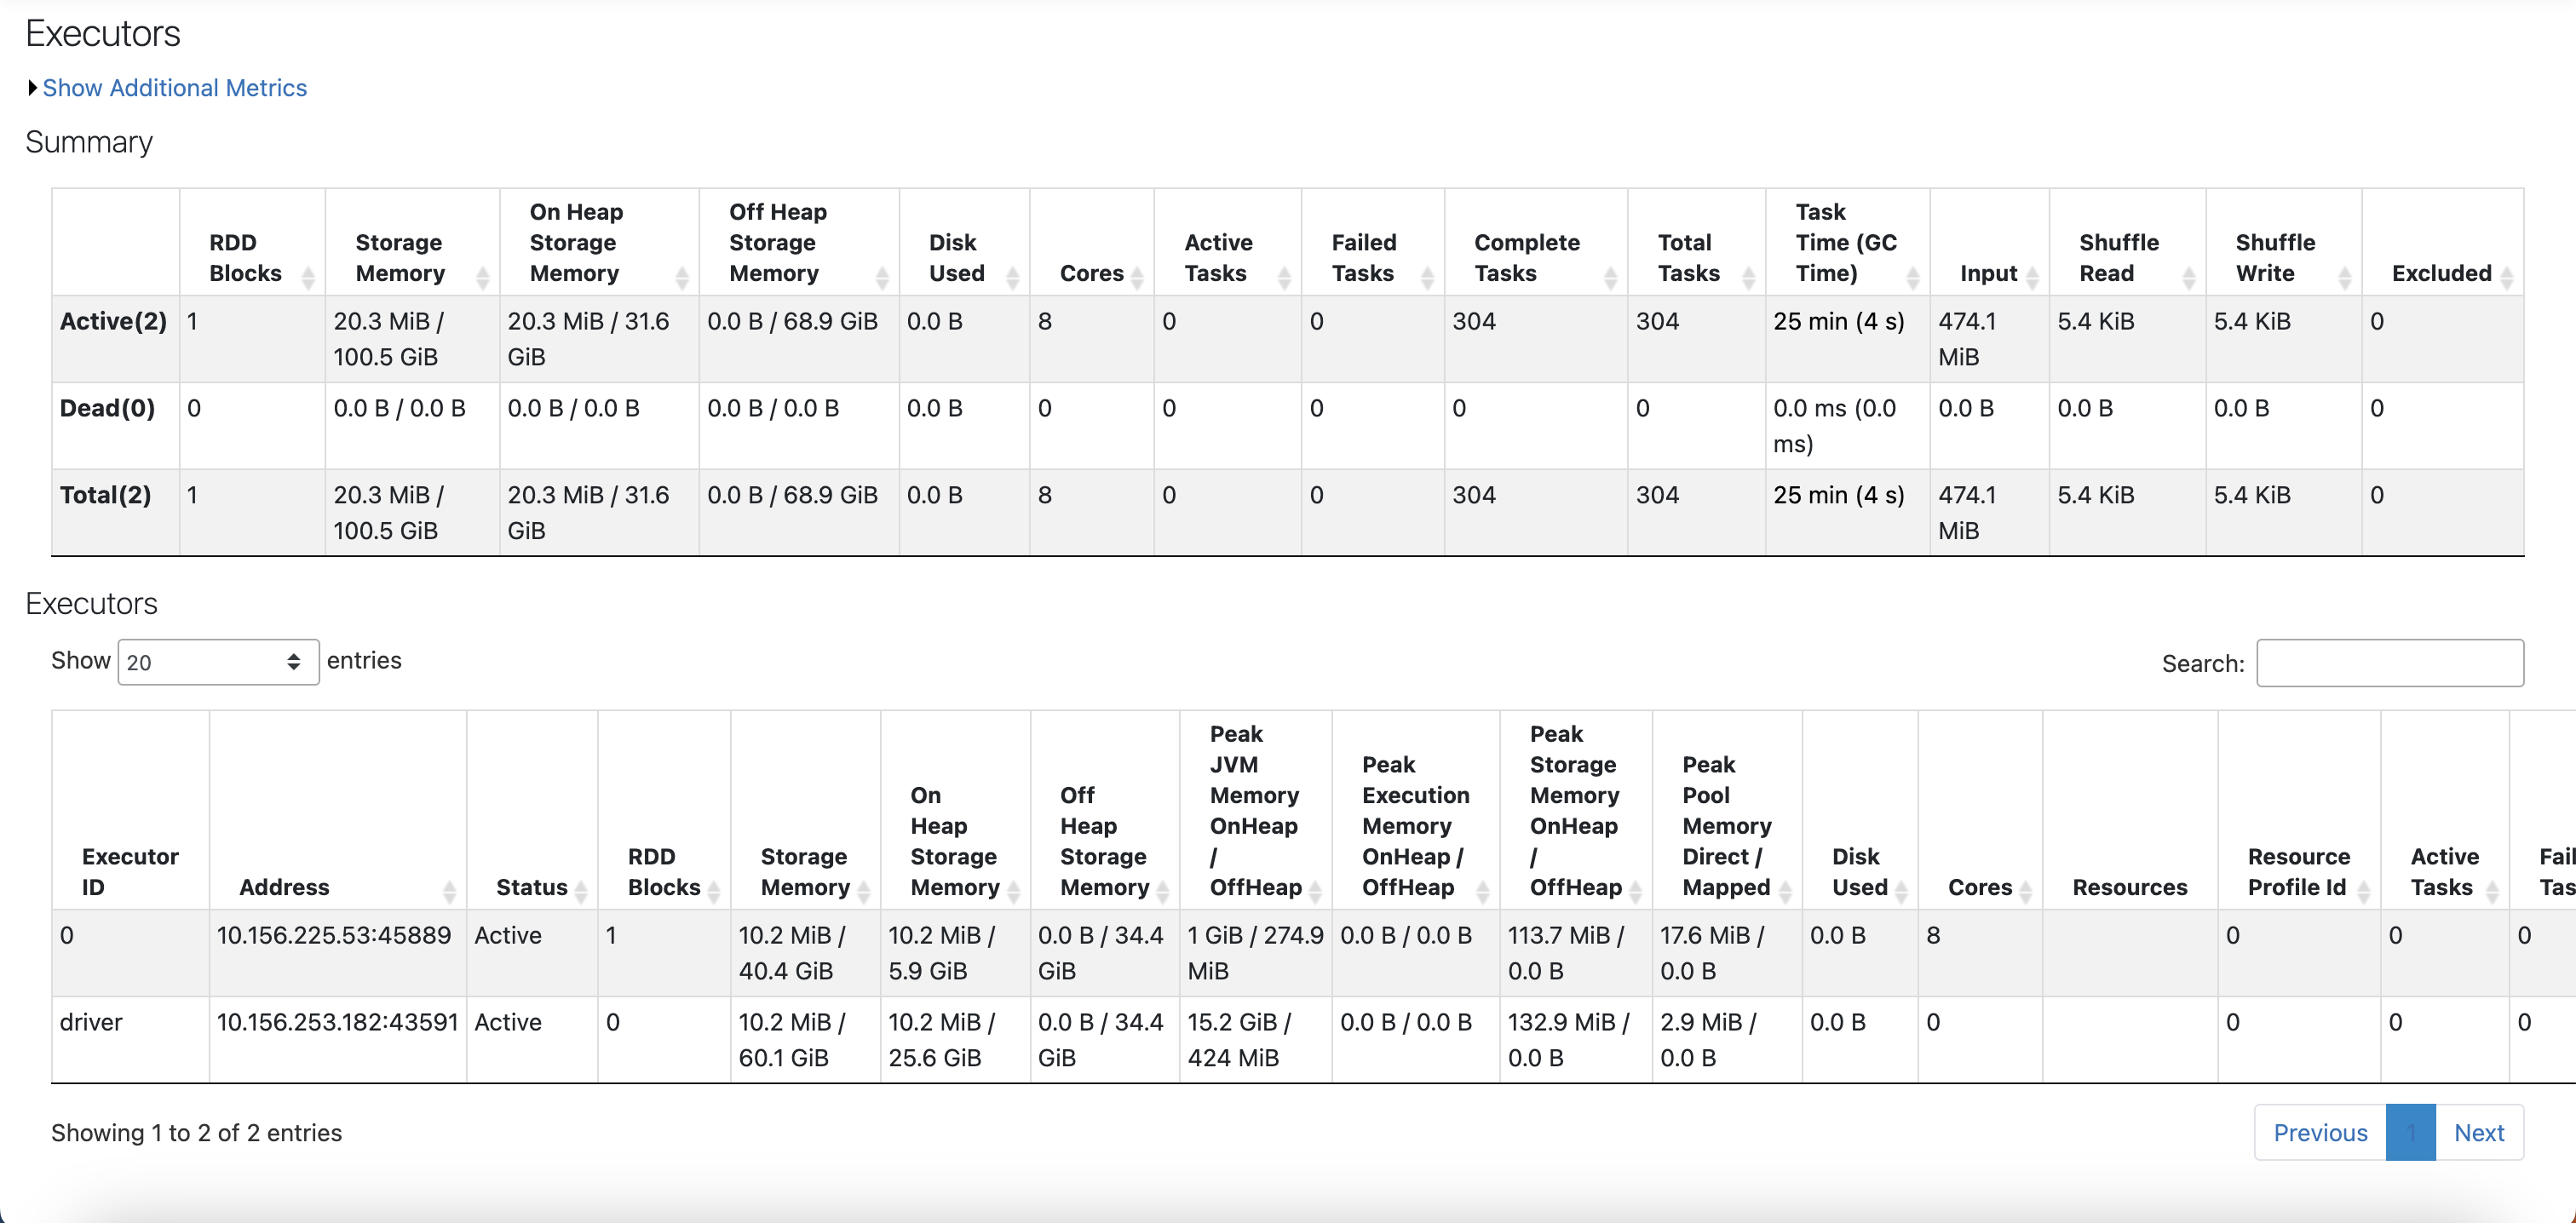 Executors
Show Additional Metrics
Summary
RDD Blocks Storage Memory On Heap Storage Memory Off Heap Storage Memory Disk Used Cores Active Tasks Failed Tasks Complete Tasks Total Tasks Task Time (GC Time) Input Shuffle Read Shuffle Write Excluded
Active(2) 1 20.3 MiB / 100.5 GiB 20.3 MiB / 31.6 GiB 0.0 B / 68.9 GiB 0.0 B 8 0 0 304 304 25 min (4 s) 474.1 MiB 5.4 KiB 5.4 KiB 0
Dead(0) 0 0.0 B / 0.0 B 0.0 B / 0.0 B 0.0 B / 0.0 B 0.0 B 0 0 0 0 0 0.0 ms (0.0 ms) 0.0 B 0.0 B 0.0 B 0
Total(2) 1 20.3 MiB / 100.5 GiB 20.3 MiB / 31.6 GiB 0.0 B / 68.9 GiB 0.0 B 8 0 0 304 304 25 min (4 s) 474.1 MiB 5.4 KiB 5.4 KiB 0
Executors
Show 20 entries Search:
Executor ID Address Status RDD Blocks Storage Memory On Heap Storage Memory Off Heap Storage Memory Peak JVM Memory OnHeap / OffHeap Peak Execution Memory OnHeap / OffHeap Peak Storage Memory OnHeap / OffHeap Peak Pool Memory Direct / Mapped Disk Used Cores Resources Resource Profile Id Active Tasks Fail Tas
0 10.156.225.53:45889 Active 1 10.2 MiB / 40.4 GiB 10.2 MiB / 5.9 GiB 0.0 B / 34.4 GiB 1 GiB / 274.9 MiB 0.0 B / 0.0 B 113.7 MiB / 0.0 B 17.6 MiB / 0.0 B 0.0 B 8 0 0 0
driver 10.156.253.182:43591 Active 0 10.2 MiB / 60.1 GiB 10.2 MiB / 25.6 GiB 0.0 B / 34.4 GiB 15.2 GiB / 424 MiB 0.0 B / 0.0 B 132.9 MiB / 0.0 B 2.9 MiB / 0.0 B 0.0 B 0 0 0 0
Showing 1 to 2 of 2 entries Previous 1 Next